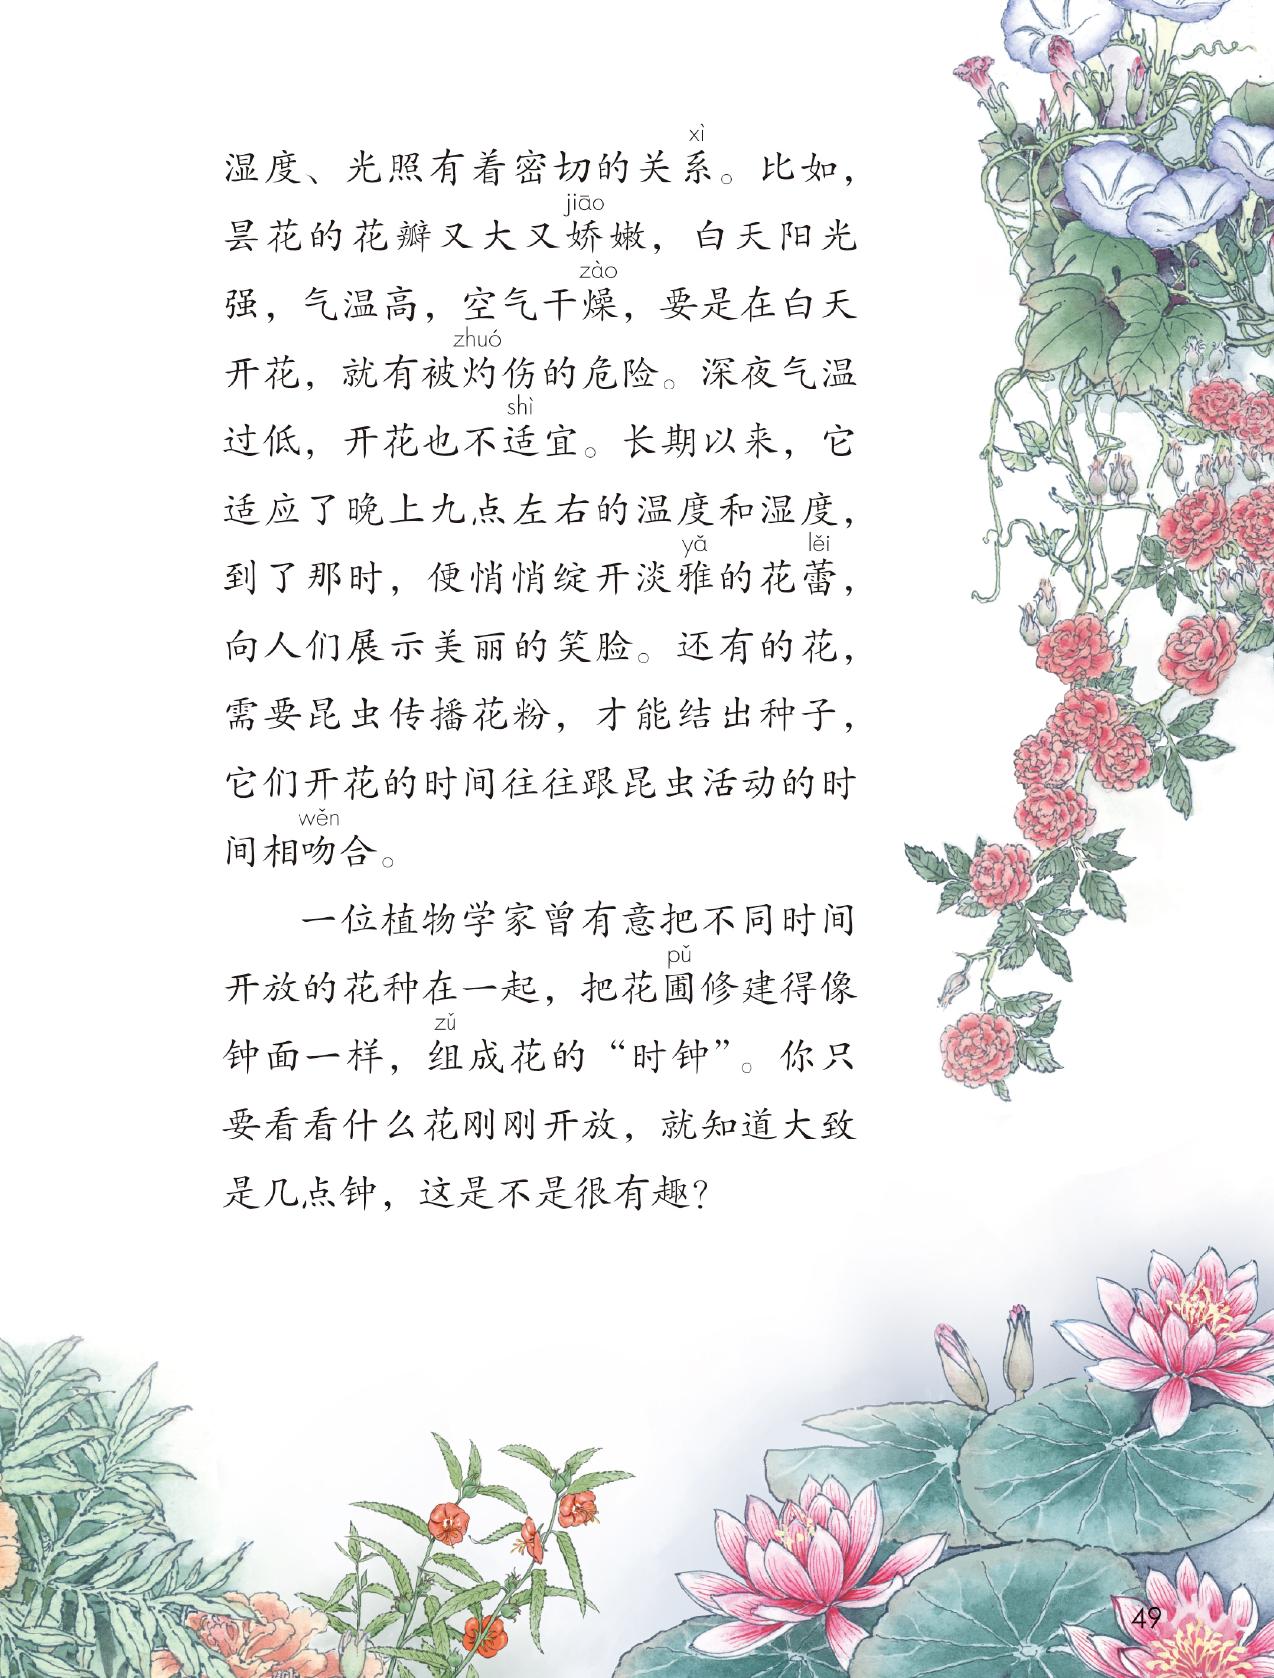 xì
湿度、光照有着密切的关系。比如，
jiāo
昙花的花瓣又大又娇嫩，白天阳光
zào
强，气温高，空气干燥，要是在白天
zhuó
开花，就有被灼伤的危险。深夜气温
shì
过低，开花也不适宜。长期以来，它
适应了晚上九点左右的温度和湿度，
yǎ lěi
到了那时，便悄悄绽开淡雅的花蕾，
向人们展示美丽的笑脸。还有的花，
需要昆虫传播花粉，才能结出种子，
它们开花的时间往往跟昆虫活动的时
wěn
间相吻合。
一位植物学家曾有意把不同时间
pǔ
开放的花种在一起，把花圃修建得像
zǔ
钟面一样，组成花的“时钟”。你只
要看看什么花刚刚开放，就知道大致
是几点钟，这是不是很有趣？
49